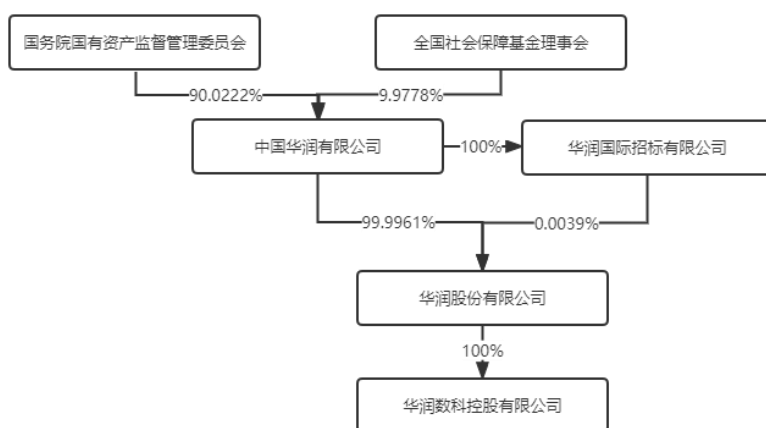 国务院国有资产监督管理委员会
全国社会保障基金理事会
90.0222%
9.9778%
中国华润有限公司
100%
华润国际招标有限公司
99.9961%
0.0039%
华润股份有限公司
100%
华润数科控股有限公司